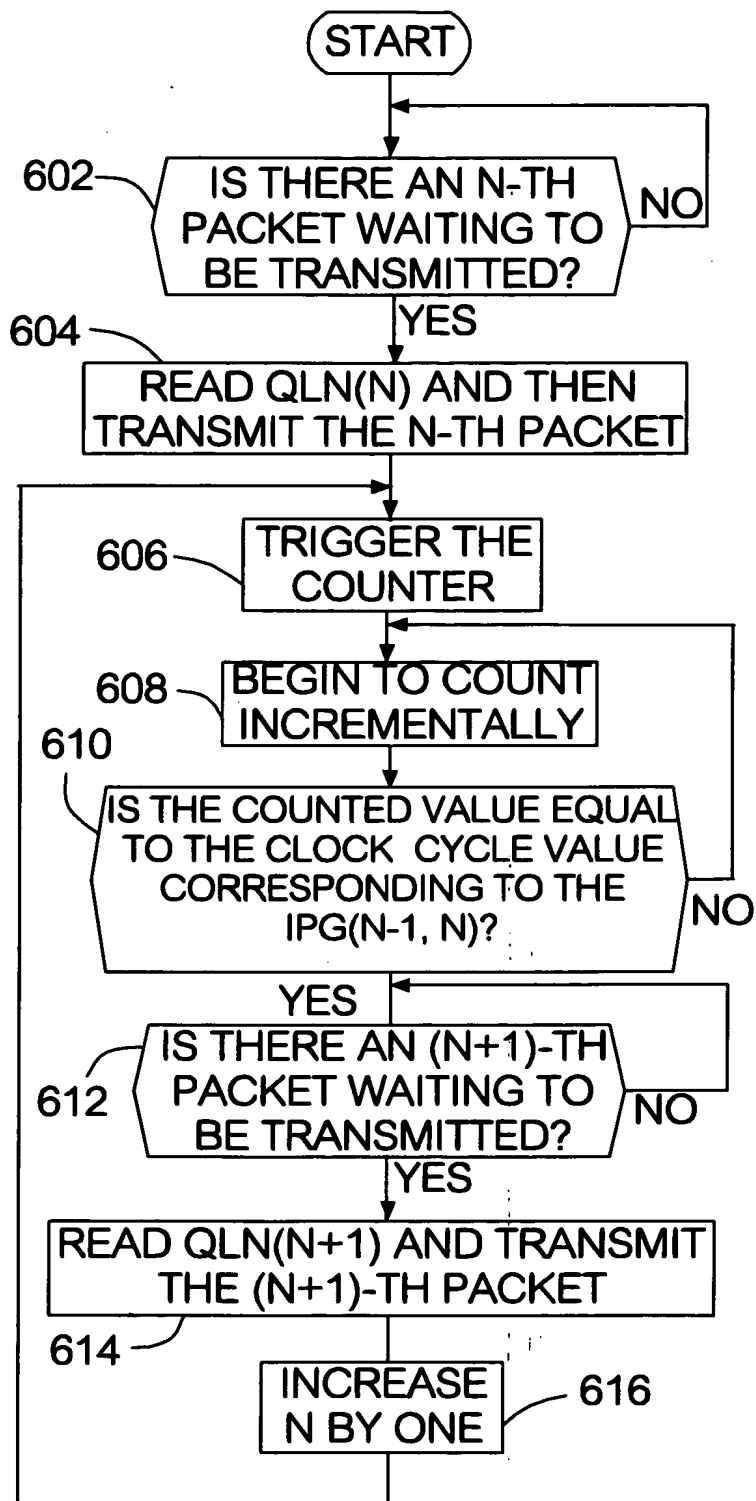 START
602
IS THERE AN N-TH
PACKET WAITING TO
BE TRANSMITTED?
NO
YES
604
READ QLN(N) AND THEN
TRANSMIT THE N-TH PACKET
606
TRIGGER THE
COUNTER
608
BEGIN TO COUNT
INCREMENTALLY
610
IS THE COUNTED VALUE EQUAL
TO THE CLOCK CYCLE VALUE
CORRESPONDING TO THE
IPG(N-1, N)?
NO
YES
612
IS THERE AN (N+1)-TH
PACKET WAITING TO
BE TRANSMITTED?
NO
YES
READ QLN(N+1) AND TRANSMIT
THE (N+1)-TH PACKET
614
INCREASE
N BY ONE
616